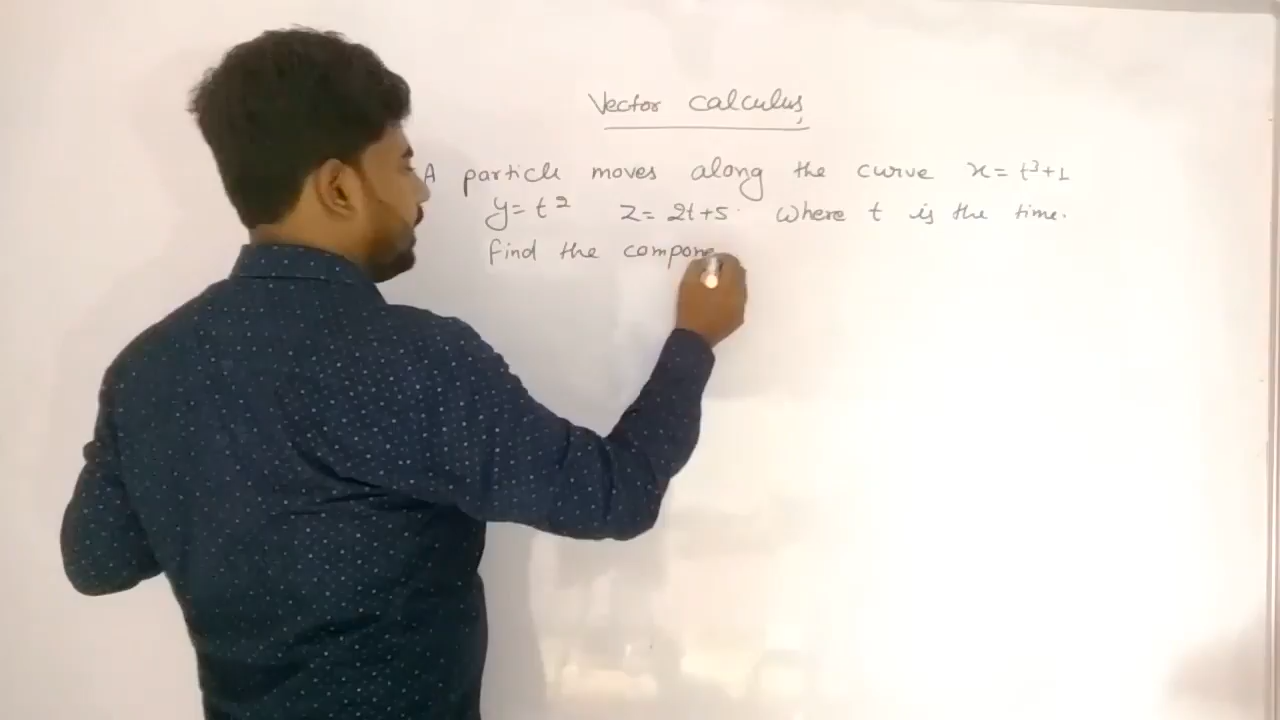 Vector calculus,
A particle moves along the curve x = t³+1
y = t² z = 2t+5. Where t is the time.
find the compone